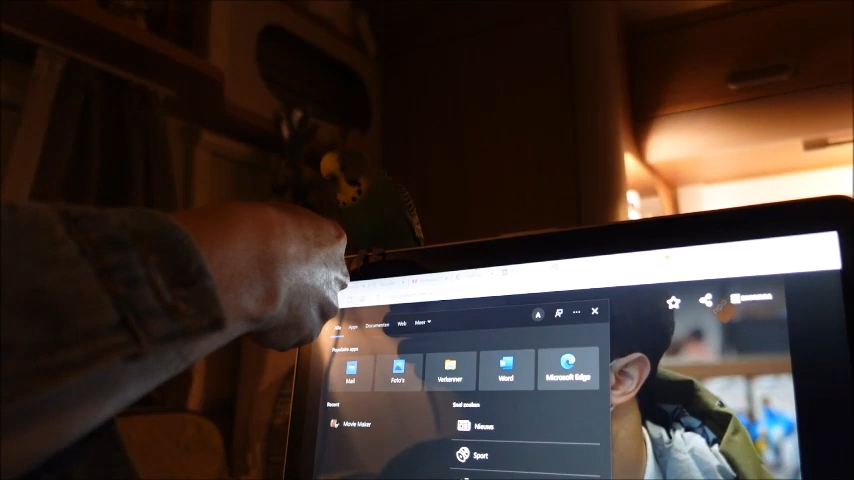 Alle Apps Documenten Web Meer A
Populaire apps
Mail Foto's Verkenner Word Microsoft Edge
Recent Snel zoeken
Movie Maker Nieuws
Sport